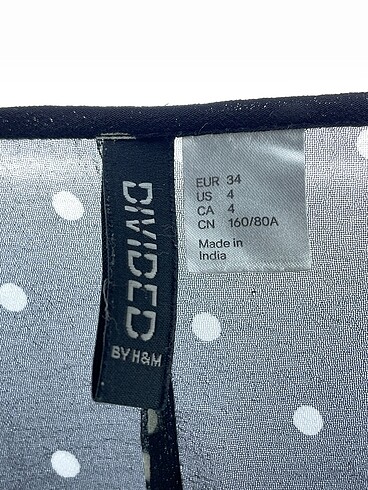 DIVIDED
BY H&M
EUR 34
US 4
CA 4
CN 160/80A
Made in
India